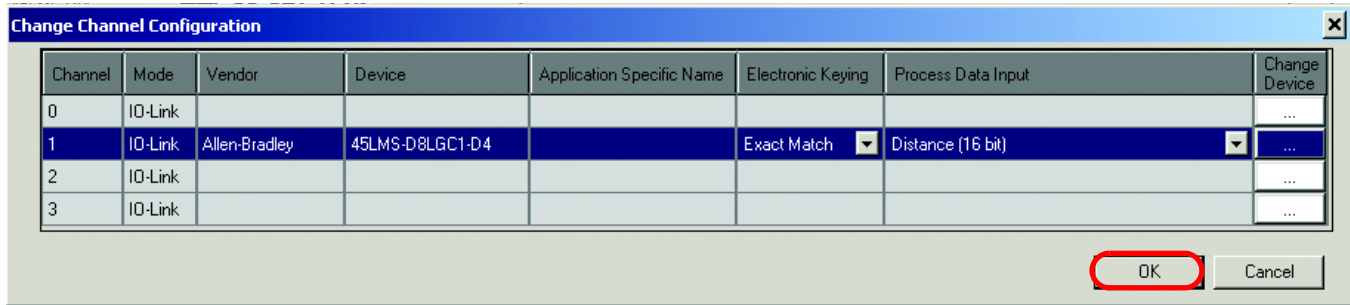 Change Channel Configuration
Channel Mode Vendor Device Application Specific Name Electronic Keying Process Data Input Change Device
0 IO-Link ...
1 IO-Link Allen-Bradley 45LMS-D8LGC1-D4 Exact Match Distance (16 bit) ...
2 IO-Link ...
3 IO-Link ...
OK Cancel